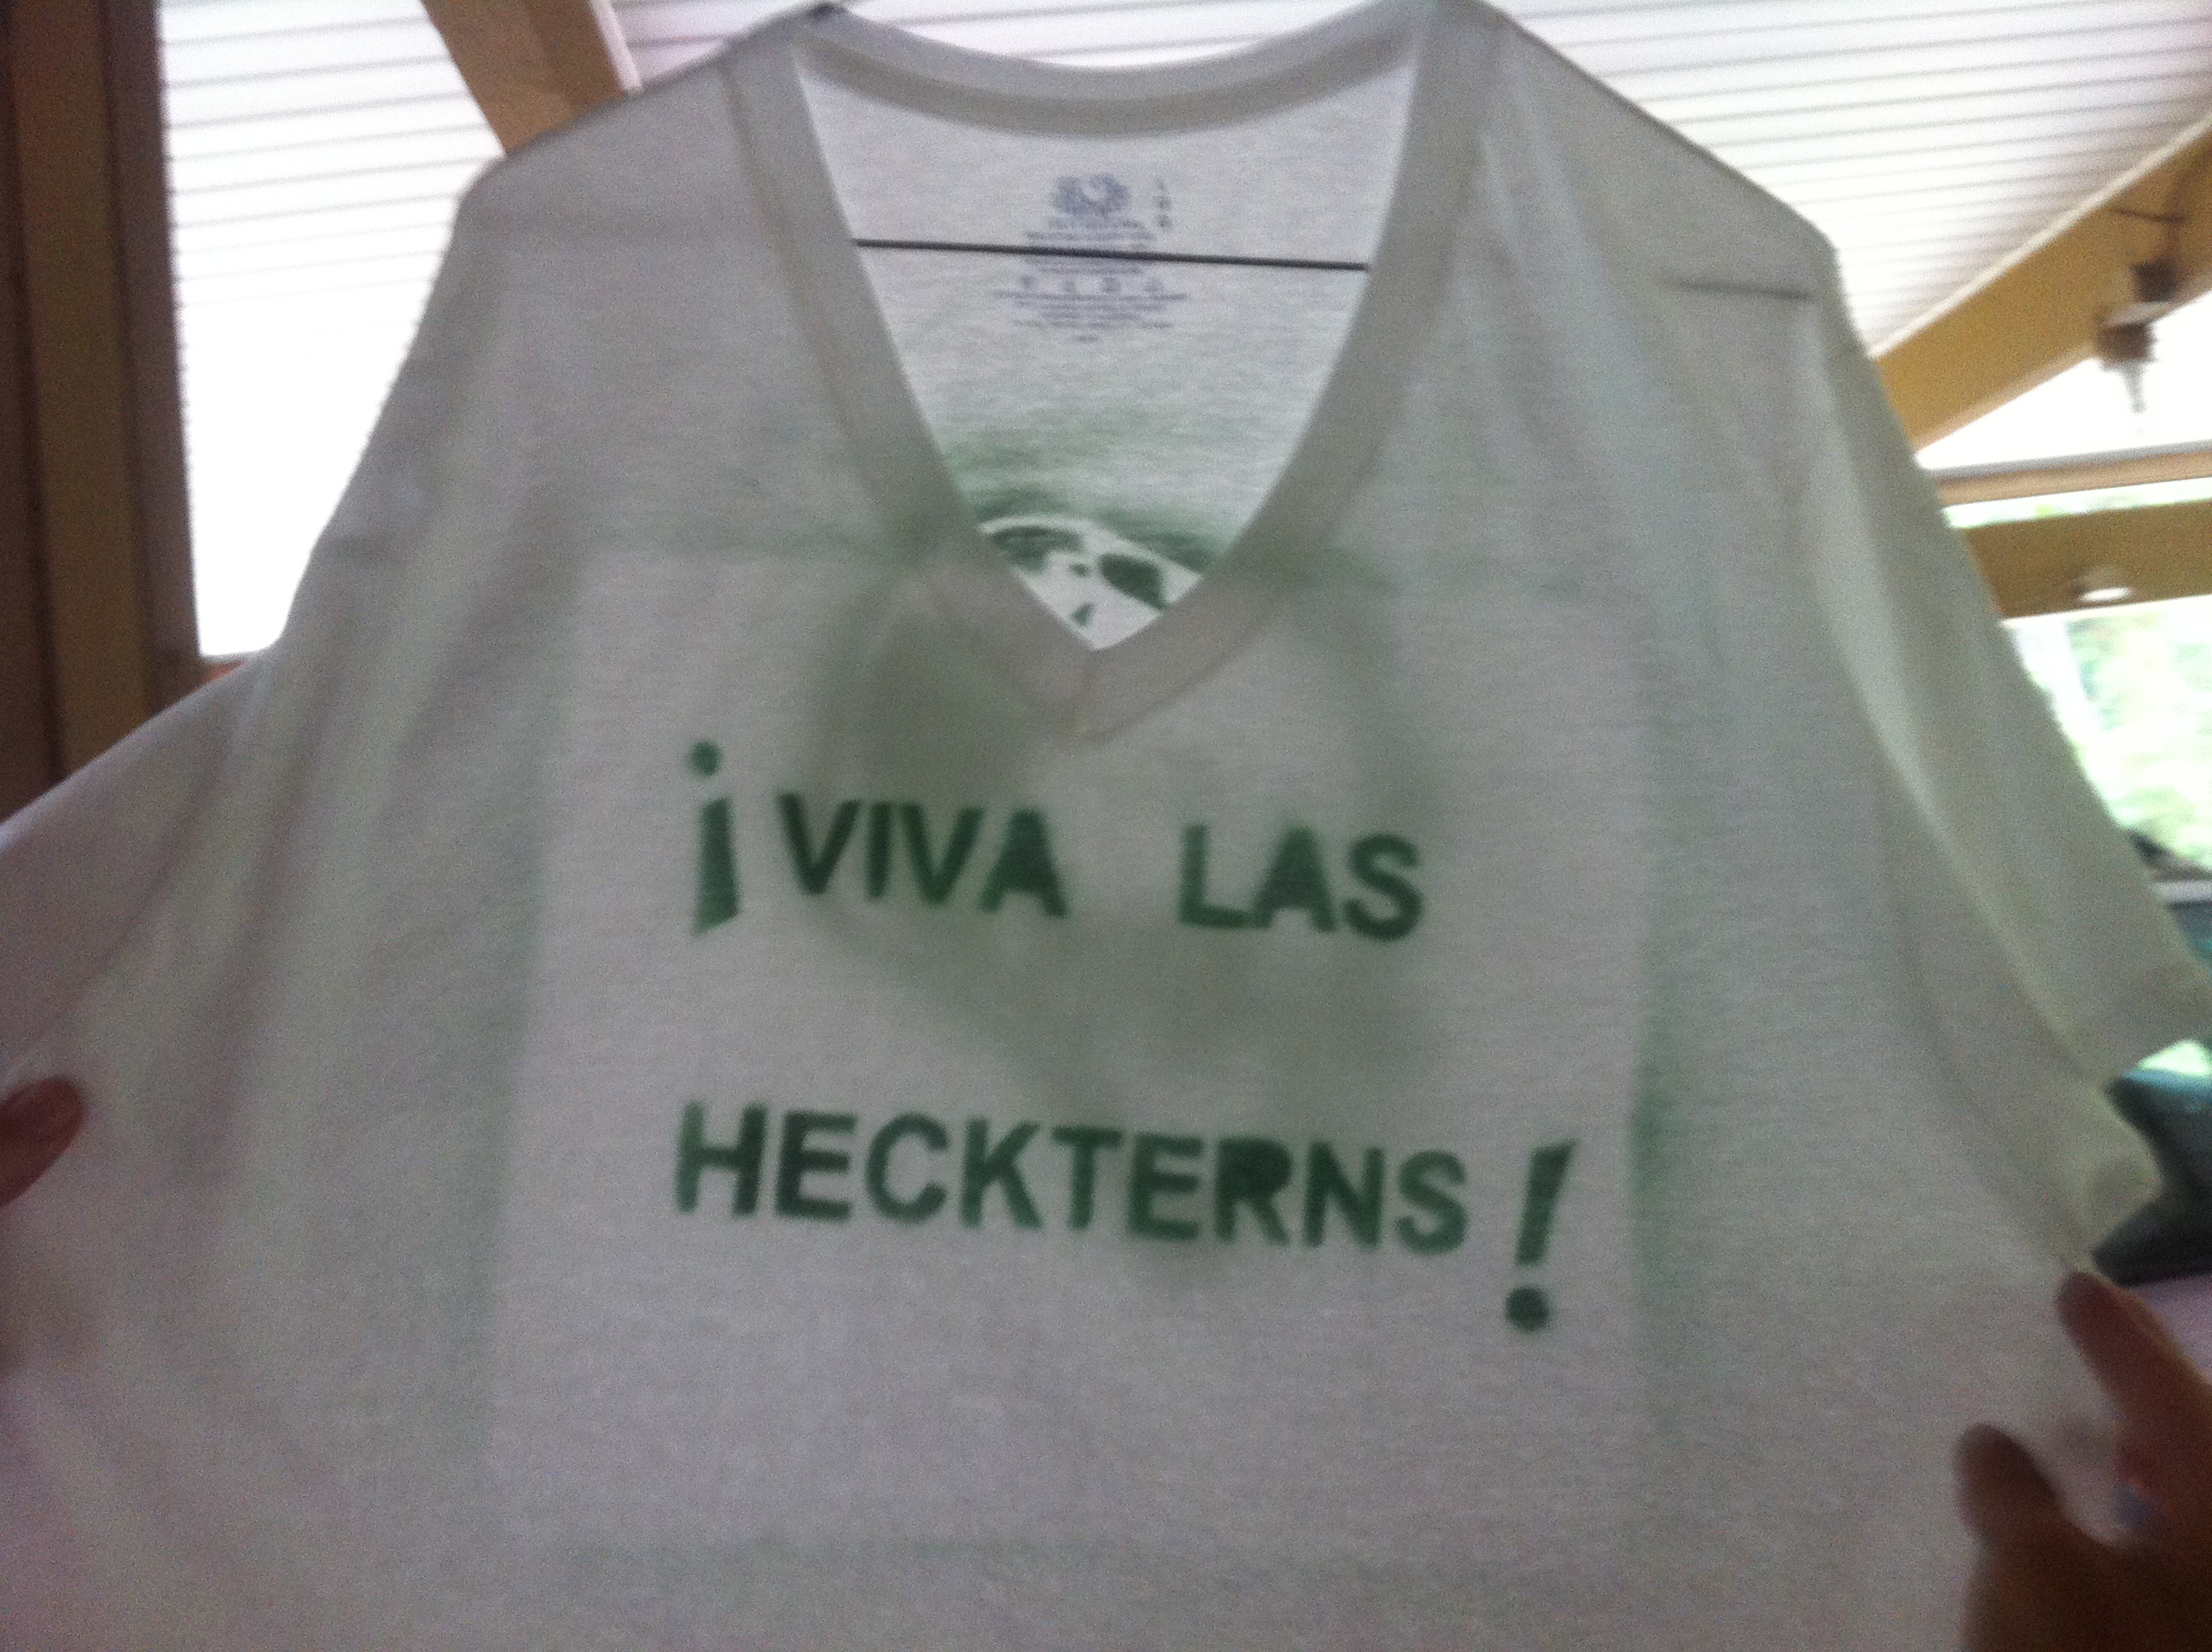 ¡VIVA LAS
HECKTERNS!